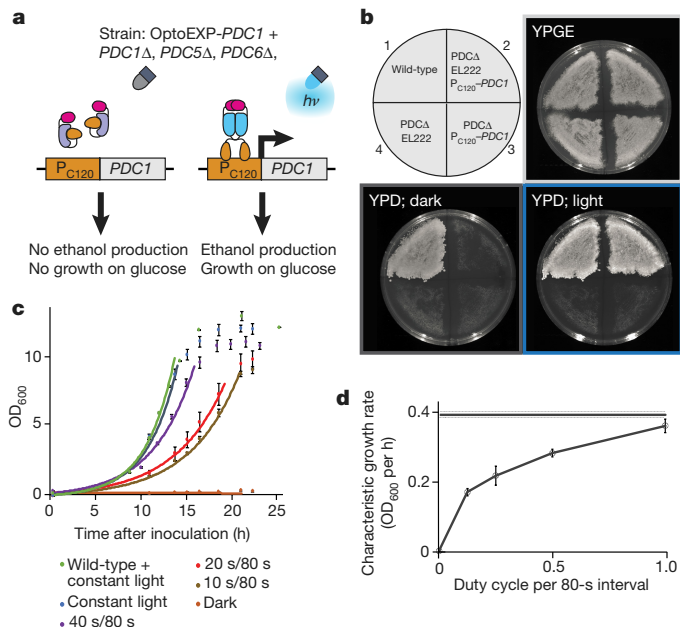 a
Strain: OptoEXP-PDC1 +
PDC1Δ, PDC5Δ, PDC6Δ,
hν
P_C120 PDC1
P_C120 PDC1
No ethanol production
No growth on glucose
Ethanol production
Growth on glucose
b
1
2
Wild-type
PDCΔ
EL222
P_C120–PDC1
PDCΔ
EL222
PDCΔ
P_C120–PDC1
4
3
YPGE
YPD; dark
YPD; light
c
OD600
10
5
0
0 5 10 15 20 25
Time after inoculation (h)
Wild-type +
constant light
Constant light
40 s/80 s
20 s/80 s
10 s/80 s
Dark
d
Characteristic growth rate
(OD600 per h)
0.4
0.2
0
0 0.5 1.0
Duty cycle per 80-s interval